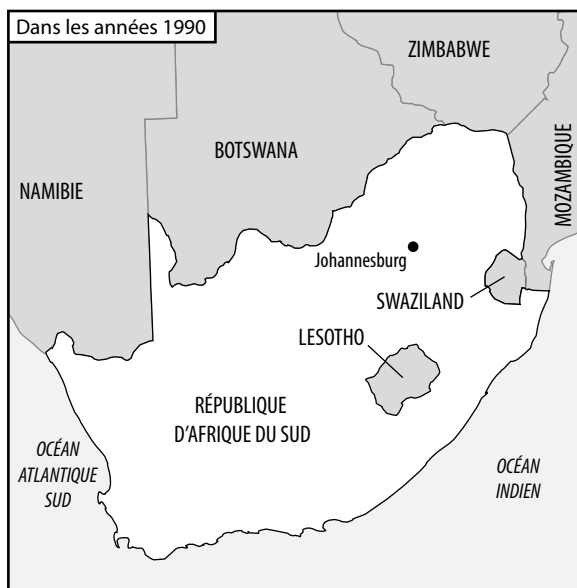 Dans les années 1990
ZIMBABWE
BOTSWANA
NAMIBIE
MOZAMBIQUE
Johannesburg
SWAZILAND
LESOTHO
RÉPUBLIQUE
D'AFRIQUE DU SUD
OCÉAN
ATLANTIQUE
SUD
OCÉAN
INDIEN